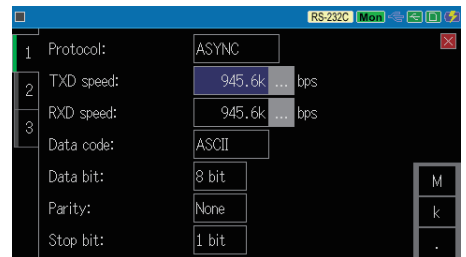 RS-232C Mon
1 Protocol: ASYNC
2 TXD speed: 945.6k ... bps
3 RXD speed: 945.6k ... bps
Data code: ASCII
Data bit: 8 bit
M
Parity: None
k
Stop bit: 1 bit
.